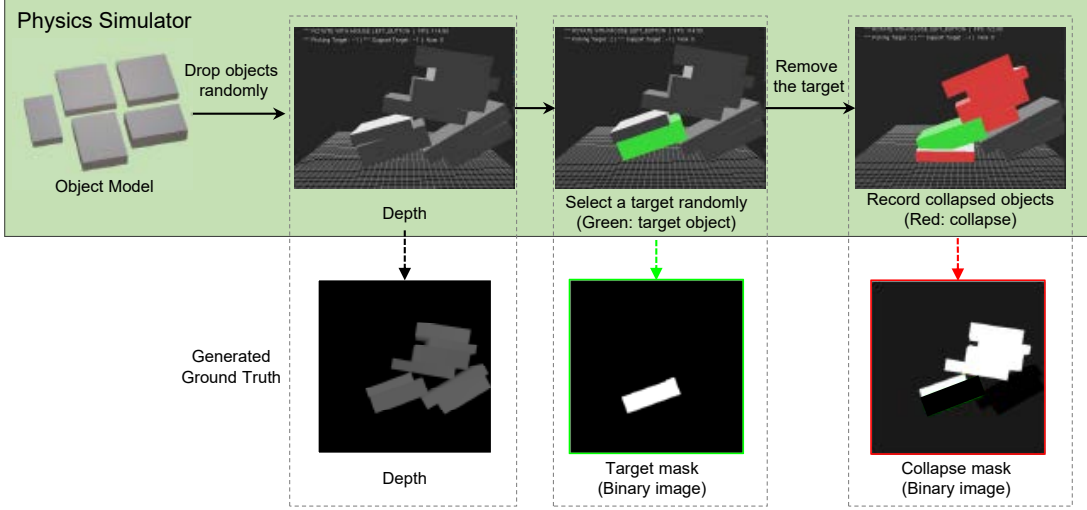 Physics Simulator
Drop objects
randomly
Remove
the target
Object Model
Depth
Select a target randomly
(Green: target object)
Record collapsed objects
(Red: collapse)
Generated
Ground Truth
Depth
Target mask
(Binary image)
Collapse mask
(Binary image)